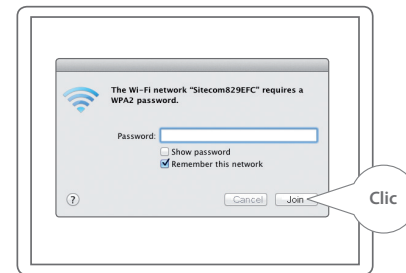 The Wi-Fi network “Sitecom829EFC” requires a
WPA2 password.
Password:
Show password
Remember this network
?
Cancel
Join
Clic